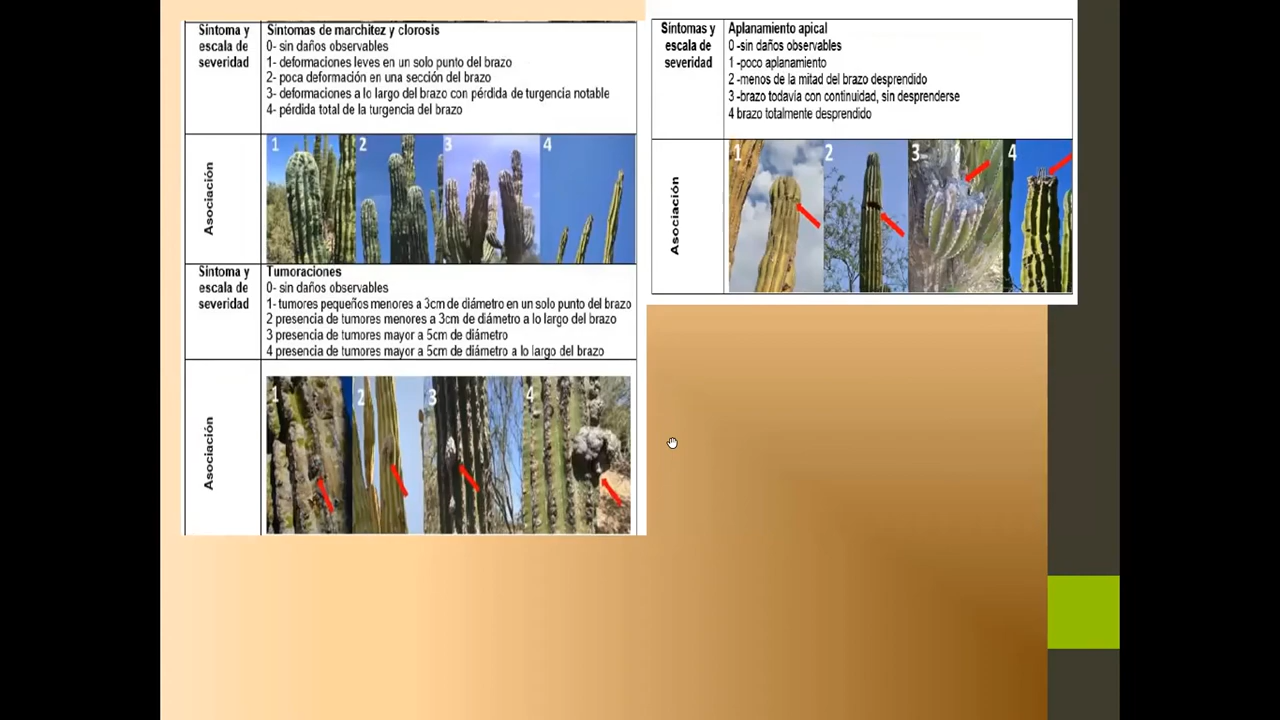 Síntoma y
escala de
severidad
Síntomas de marchitez y clorosis
0- sin daños observables
1- deformaciones leves en un solo punto del brazo
2- poca deformación en una sección del brazo
3- deformaciones a lo largo del brazo con pérdida de turgencia notable
4- pérdida total de la turgencia del brazo
Asociación
1
2
3
4
Síntoma y
escala de
severidad
Tumoraciones
0- sin daños observables
1- tumores pequeños menores a 3cm de diámetro en un solo punto del brazo
2 presencia de tumores menores a 3cm de diámetro a lo largo del brazo
3 presencia de tumores mayor a 5cm de diámetro
4 presencia de tumores mayor a 5cm de diámetro a lo largo del brazo
Asociación
1
2
3
4
Síntomas y
escala de
severidad
Aplanamiento apical
0 -sin daños observables
1 -poco aplanamiento
2 -menos de la mitad del brazo desprendido
3 -brazo todavía con continuidad, sin desprenderse
4 brazo totalmente desprendido
Asociación
1
2
3
4